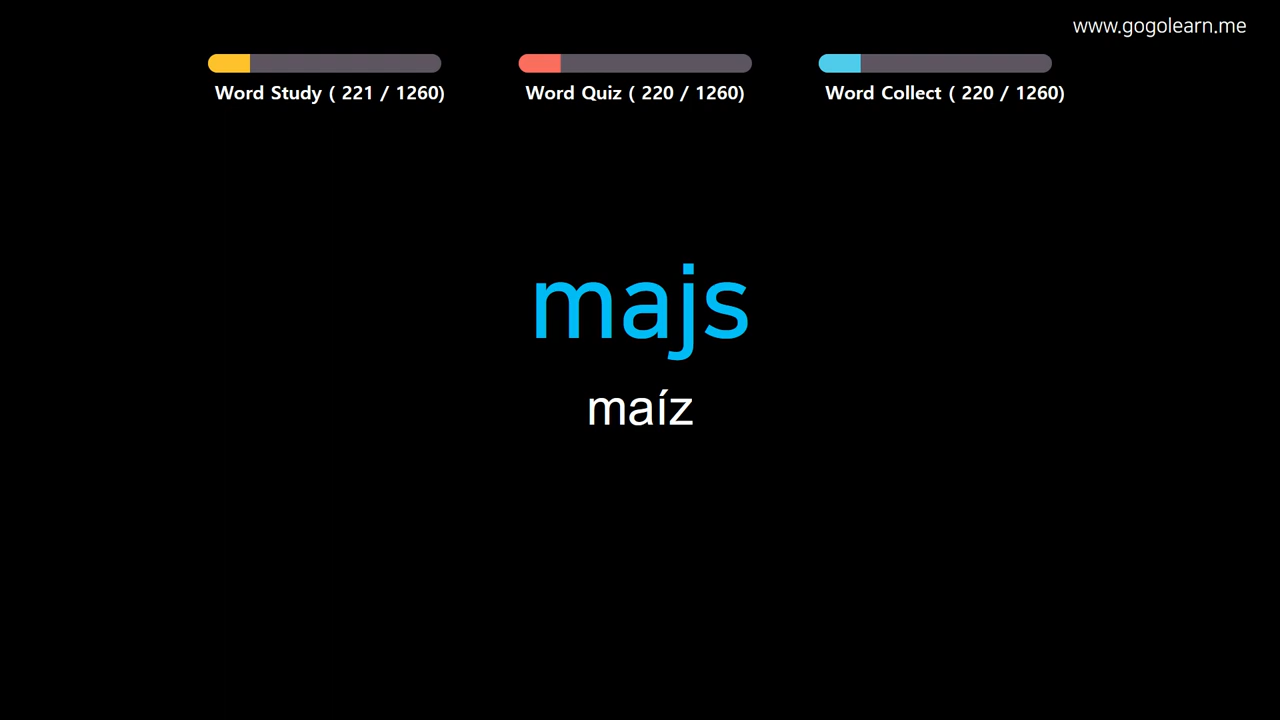 www.gogolearn.me
Word Study ( 221 / 1260)
Word Quiz ( 220 / 1260)
Word Collect ( 220 / 1260)
majs
maíz